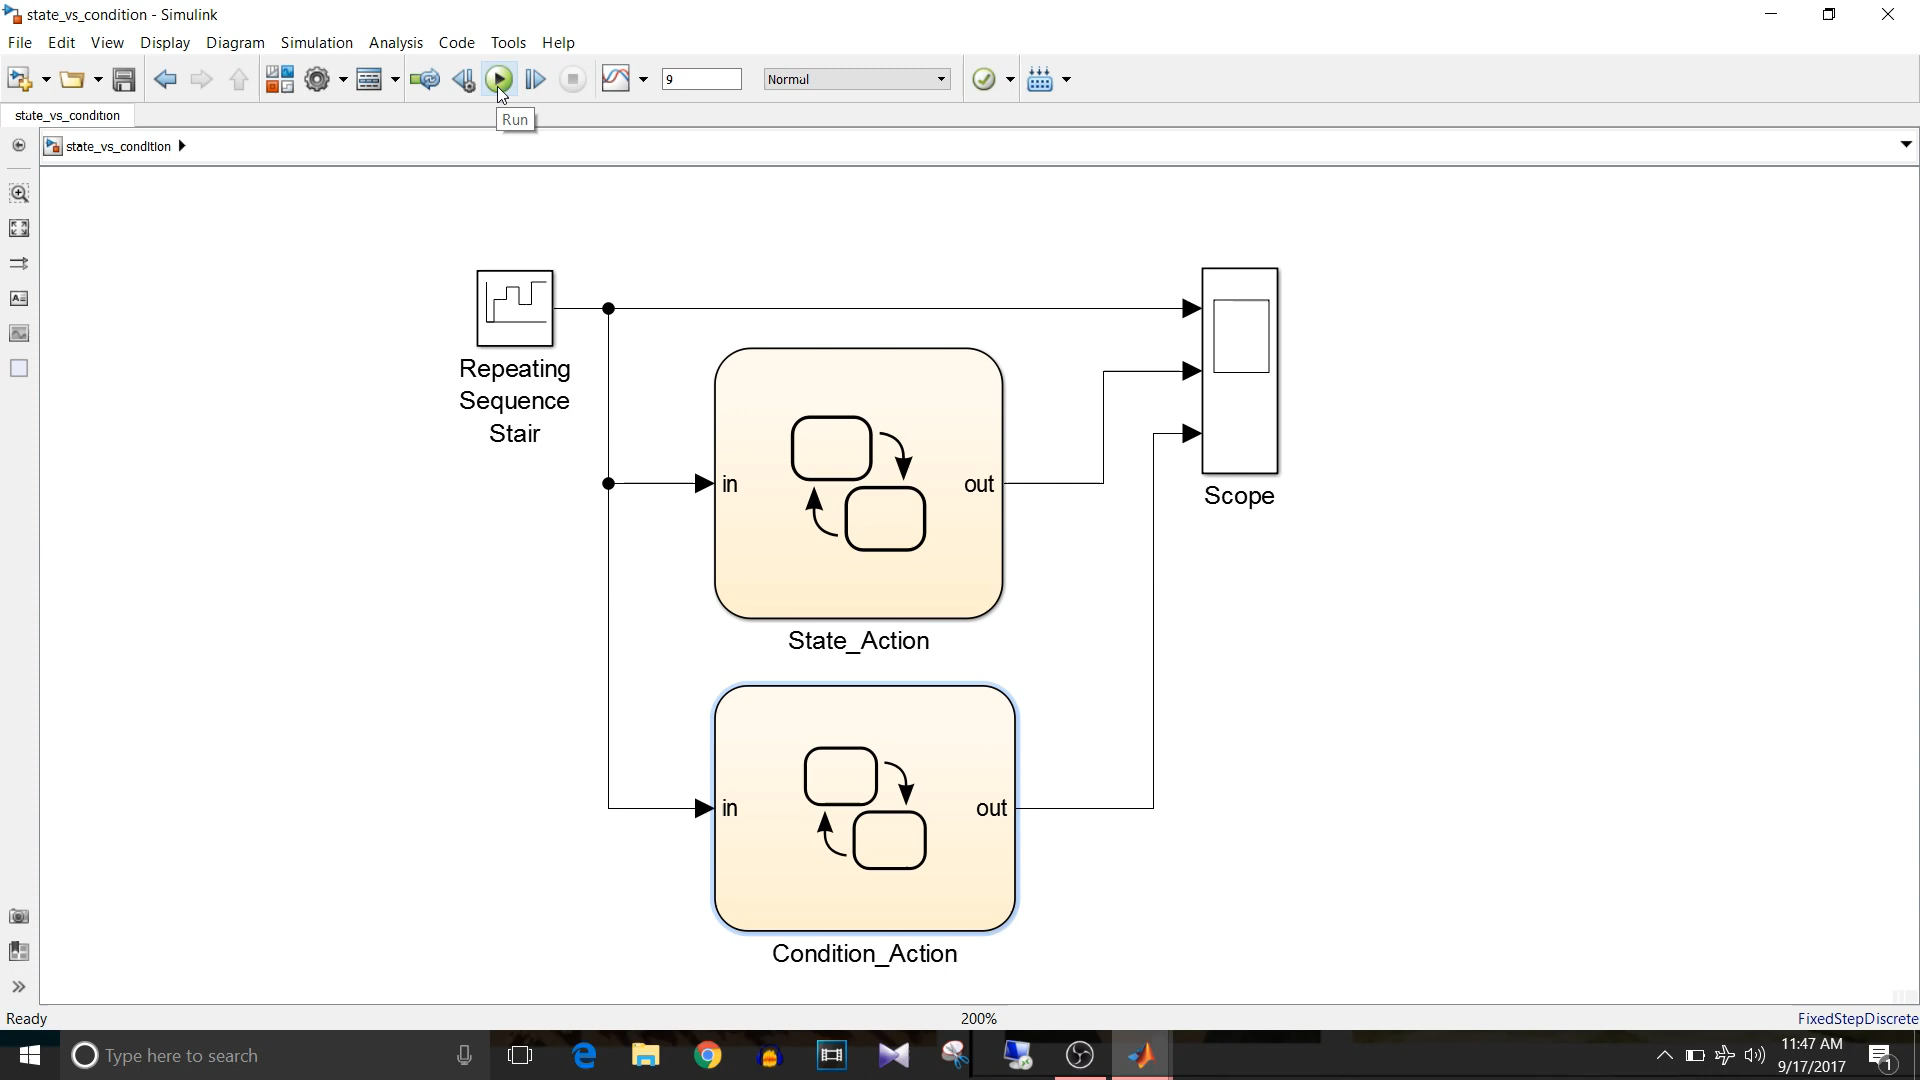 state_vs_condition - Simulink
File Edit View Display Diagram Simulation Analysis Code Tools Help
9
Normal
state_vs_condition
Run
state_vs_condition
Repeating
Sequence
Stair
in
out
State_Action
Scope
in
out
Condition_Action
Ready
200%
FixedStepDiscrete
Type here to search
11:47 AM
9/17/2017
1